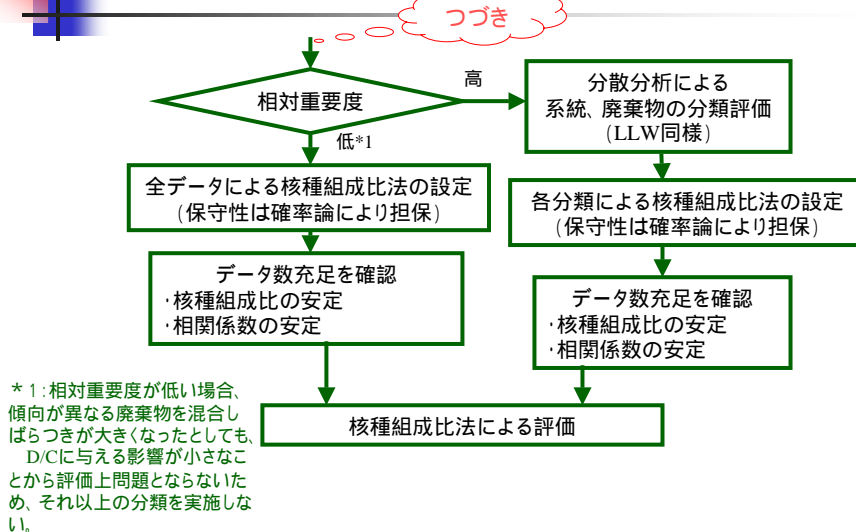 つづき
相対重要度
高
低*1
分散分析による
系統、廃棄物の分類評価
(LLW同様)
全データによる核種組成比法の設定
(保守性は確率論により担保)
各分類による核種組成比法の設定
(保守性は確率論により担保)
データ数充足を確認
・核種組成比の安定
・相関係数の安定
データ数充足を確認
・核種組成比の安定
・相関係数の安定
核種組成比法による評価
*1:相対重要度が低い場合、
傾向が異なる廃棄物を混合し
ばらつきが大きくなったとしても、
D/Cに与える影響が小さなこ
とから評価上問題とならないた
め、それ以上の分類を実施しな
い。